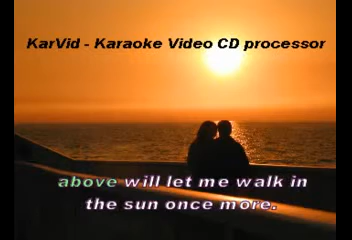 KarVid - Karaoke Video CD processor
above will let me walk in
the sun once more.